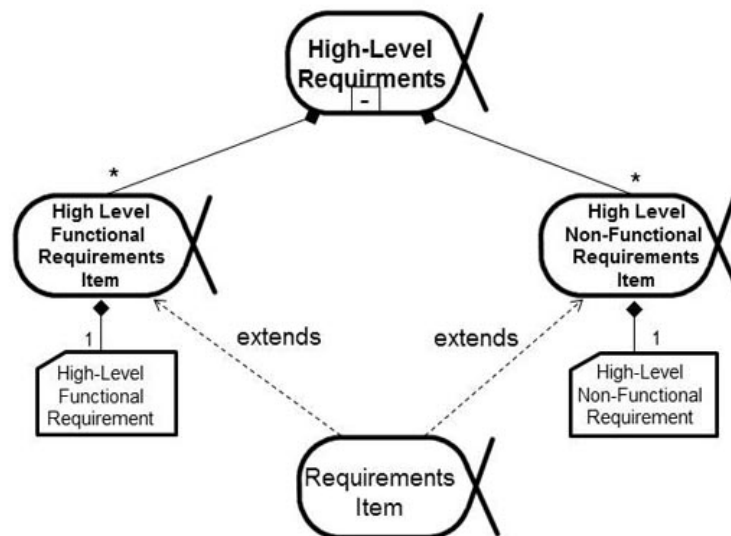 High-Level
Requirments
-
*
*
High Level
Functional
Requirements
Item
High Level
Non-Functional
Requirements
Item
1
extends
extends
1
High-Level
Functional
Requirement
High-Level
Non-Functional
Requirement
Requirements
Item